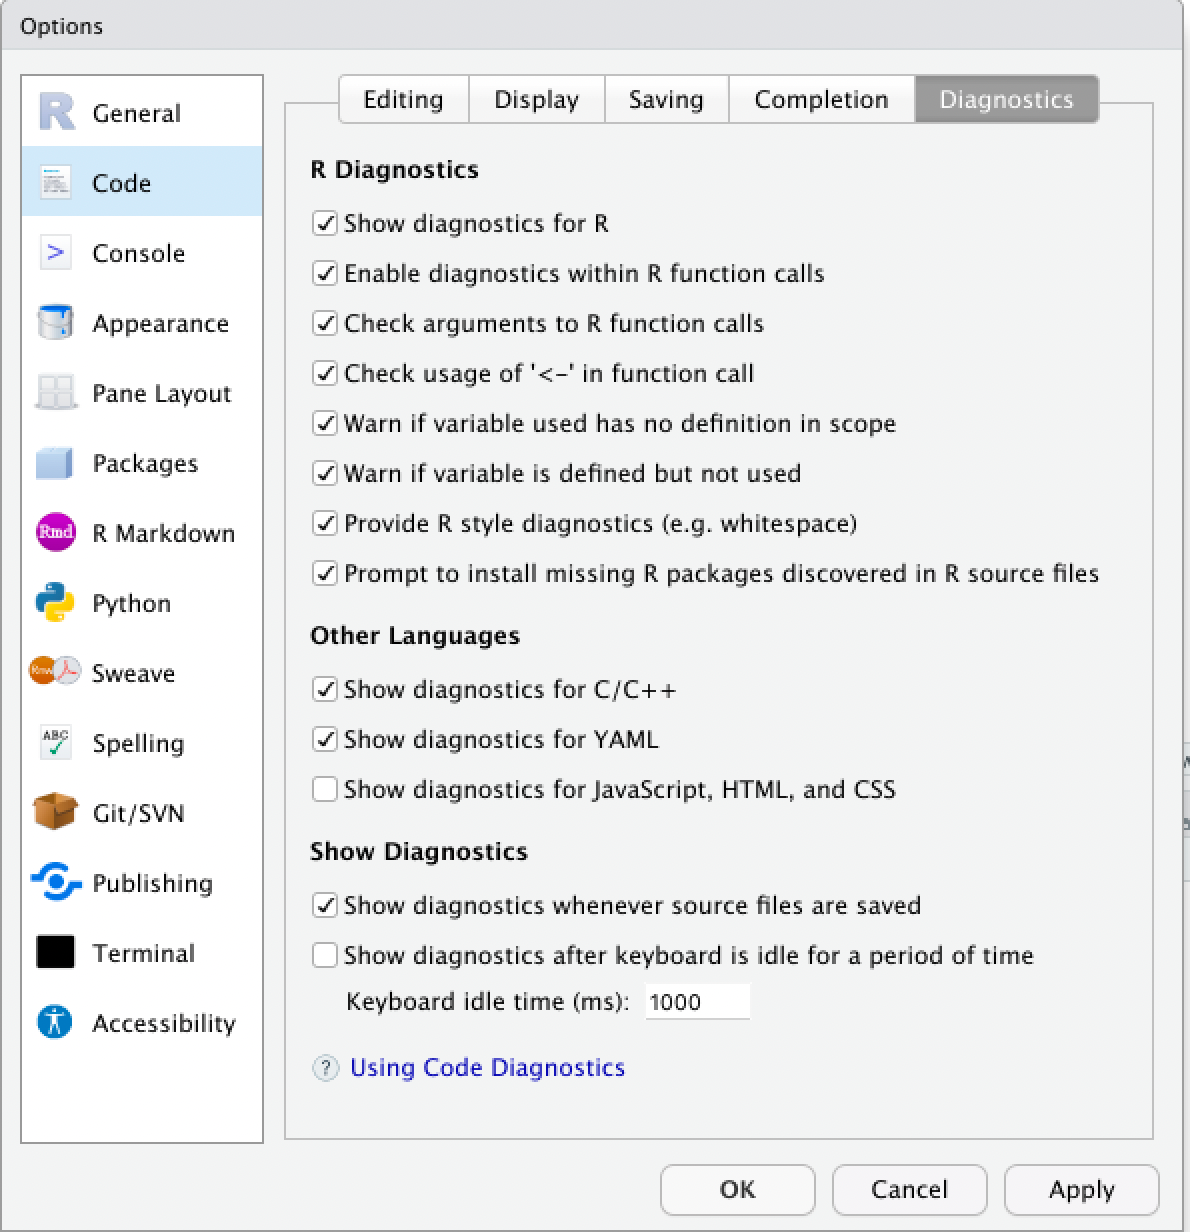 Options
General
Code
Console
Appearance
Pane Layout
Packages
Rmd R Markdown
Python
Rnw Sweave
ABC Spelling
Git/SVN
Publishing
Terminal
Accessibility
Editing Display Saving Completion Diagnostics
R Diagnostics
Show diagnostics for R
Enable diagnostics within R function calls
Check arguments to R function calls
Check usage of '<-' in function call
Warn if variable used has no definition in scope
Warn if variable is defined but not used
Provide R style diagnostics (e.g. whitespace)
Prompt to install missing R packages discovered in R source files
Other Languages
Show diagnostics for C/C++
Show diagnostics for YAML
Show diagnostics for JavaScript, HTML, and CSS
Show Diagnostics
Show diagnostics whenever source files are saved
Show diagnostics after keyboard is idle for a period of time
Keyboard idle time (ms): 1000
? Using Code Diagnostics
OK Cancel Apply